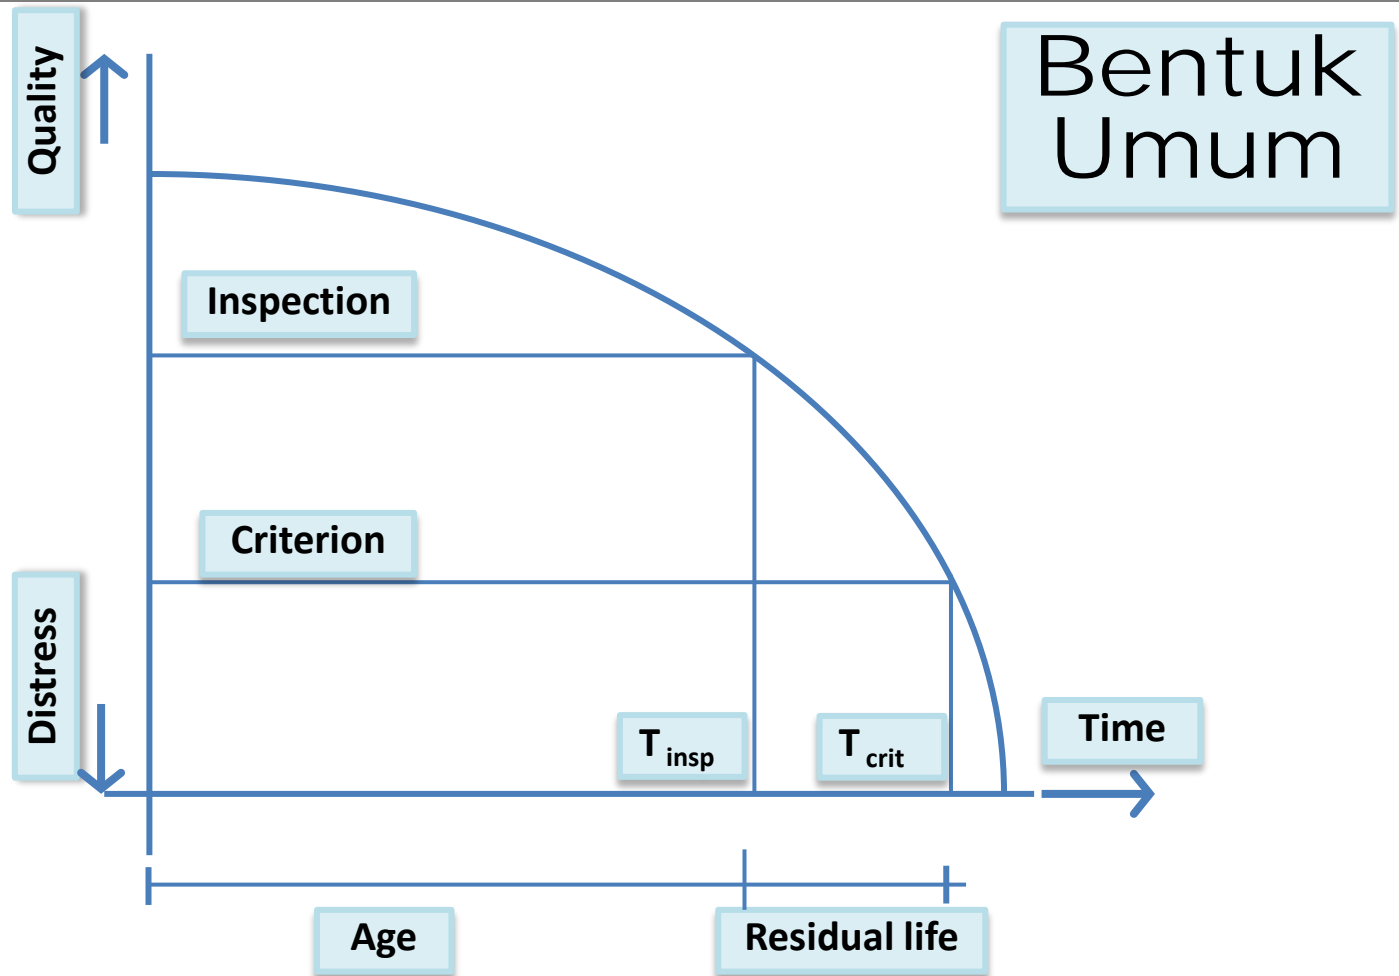 Quality
Bentuk
Umum
Inspection
Criterion
Distress
T insp
T crit
Time
Age
Residual life